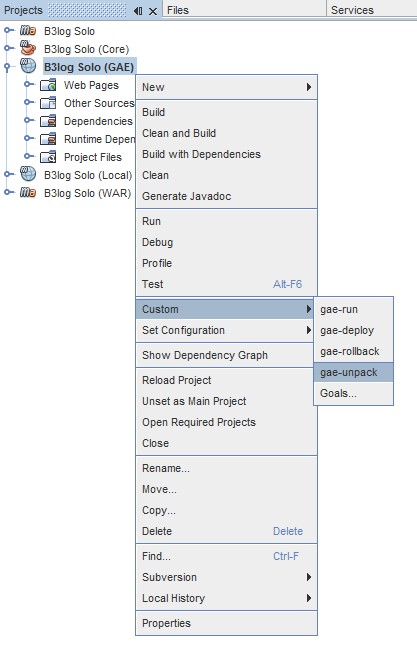 Projects
Files
Services
B3log Solo
B3log Solo (Core)
B3log Solo (GAE)
Web Pages
Other Sources
Dependencies
Runtime Depen
Project Files
B3log Solo (Local)
B3log Solo (WAR)
New
Build
Clean and Build
Build with Dependencies
Clean
Generate Javadoc
Run
Debug
Profile
Test Alt-F6
Custom
Set Configuration
Show Dependency Graph
Reload Project
Unset as Main Project
Open Required Projects
Close
Rename...
Move...
Copy...
Delete Delete
Find... Ctrl-F
Subversion
Local History
Properties
gae-run
gae-deploy
gae-rollback
gae-unpack
Goals...